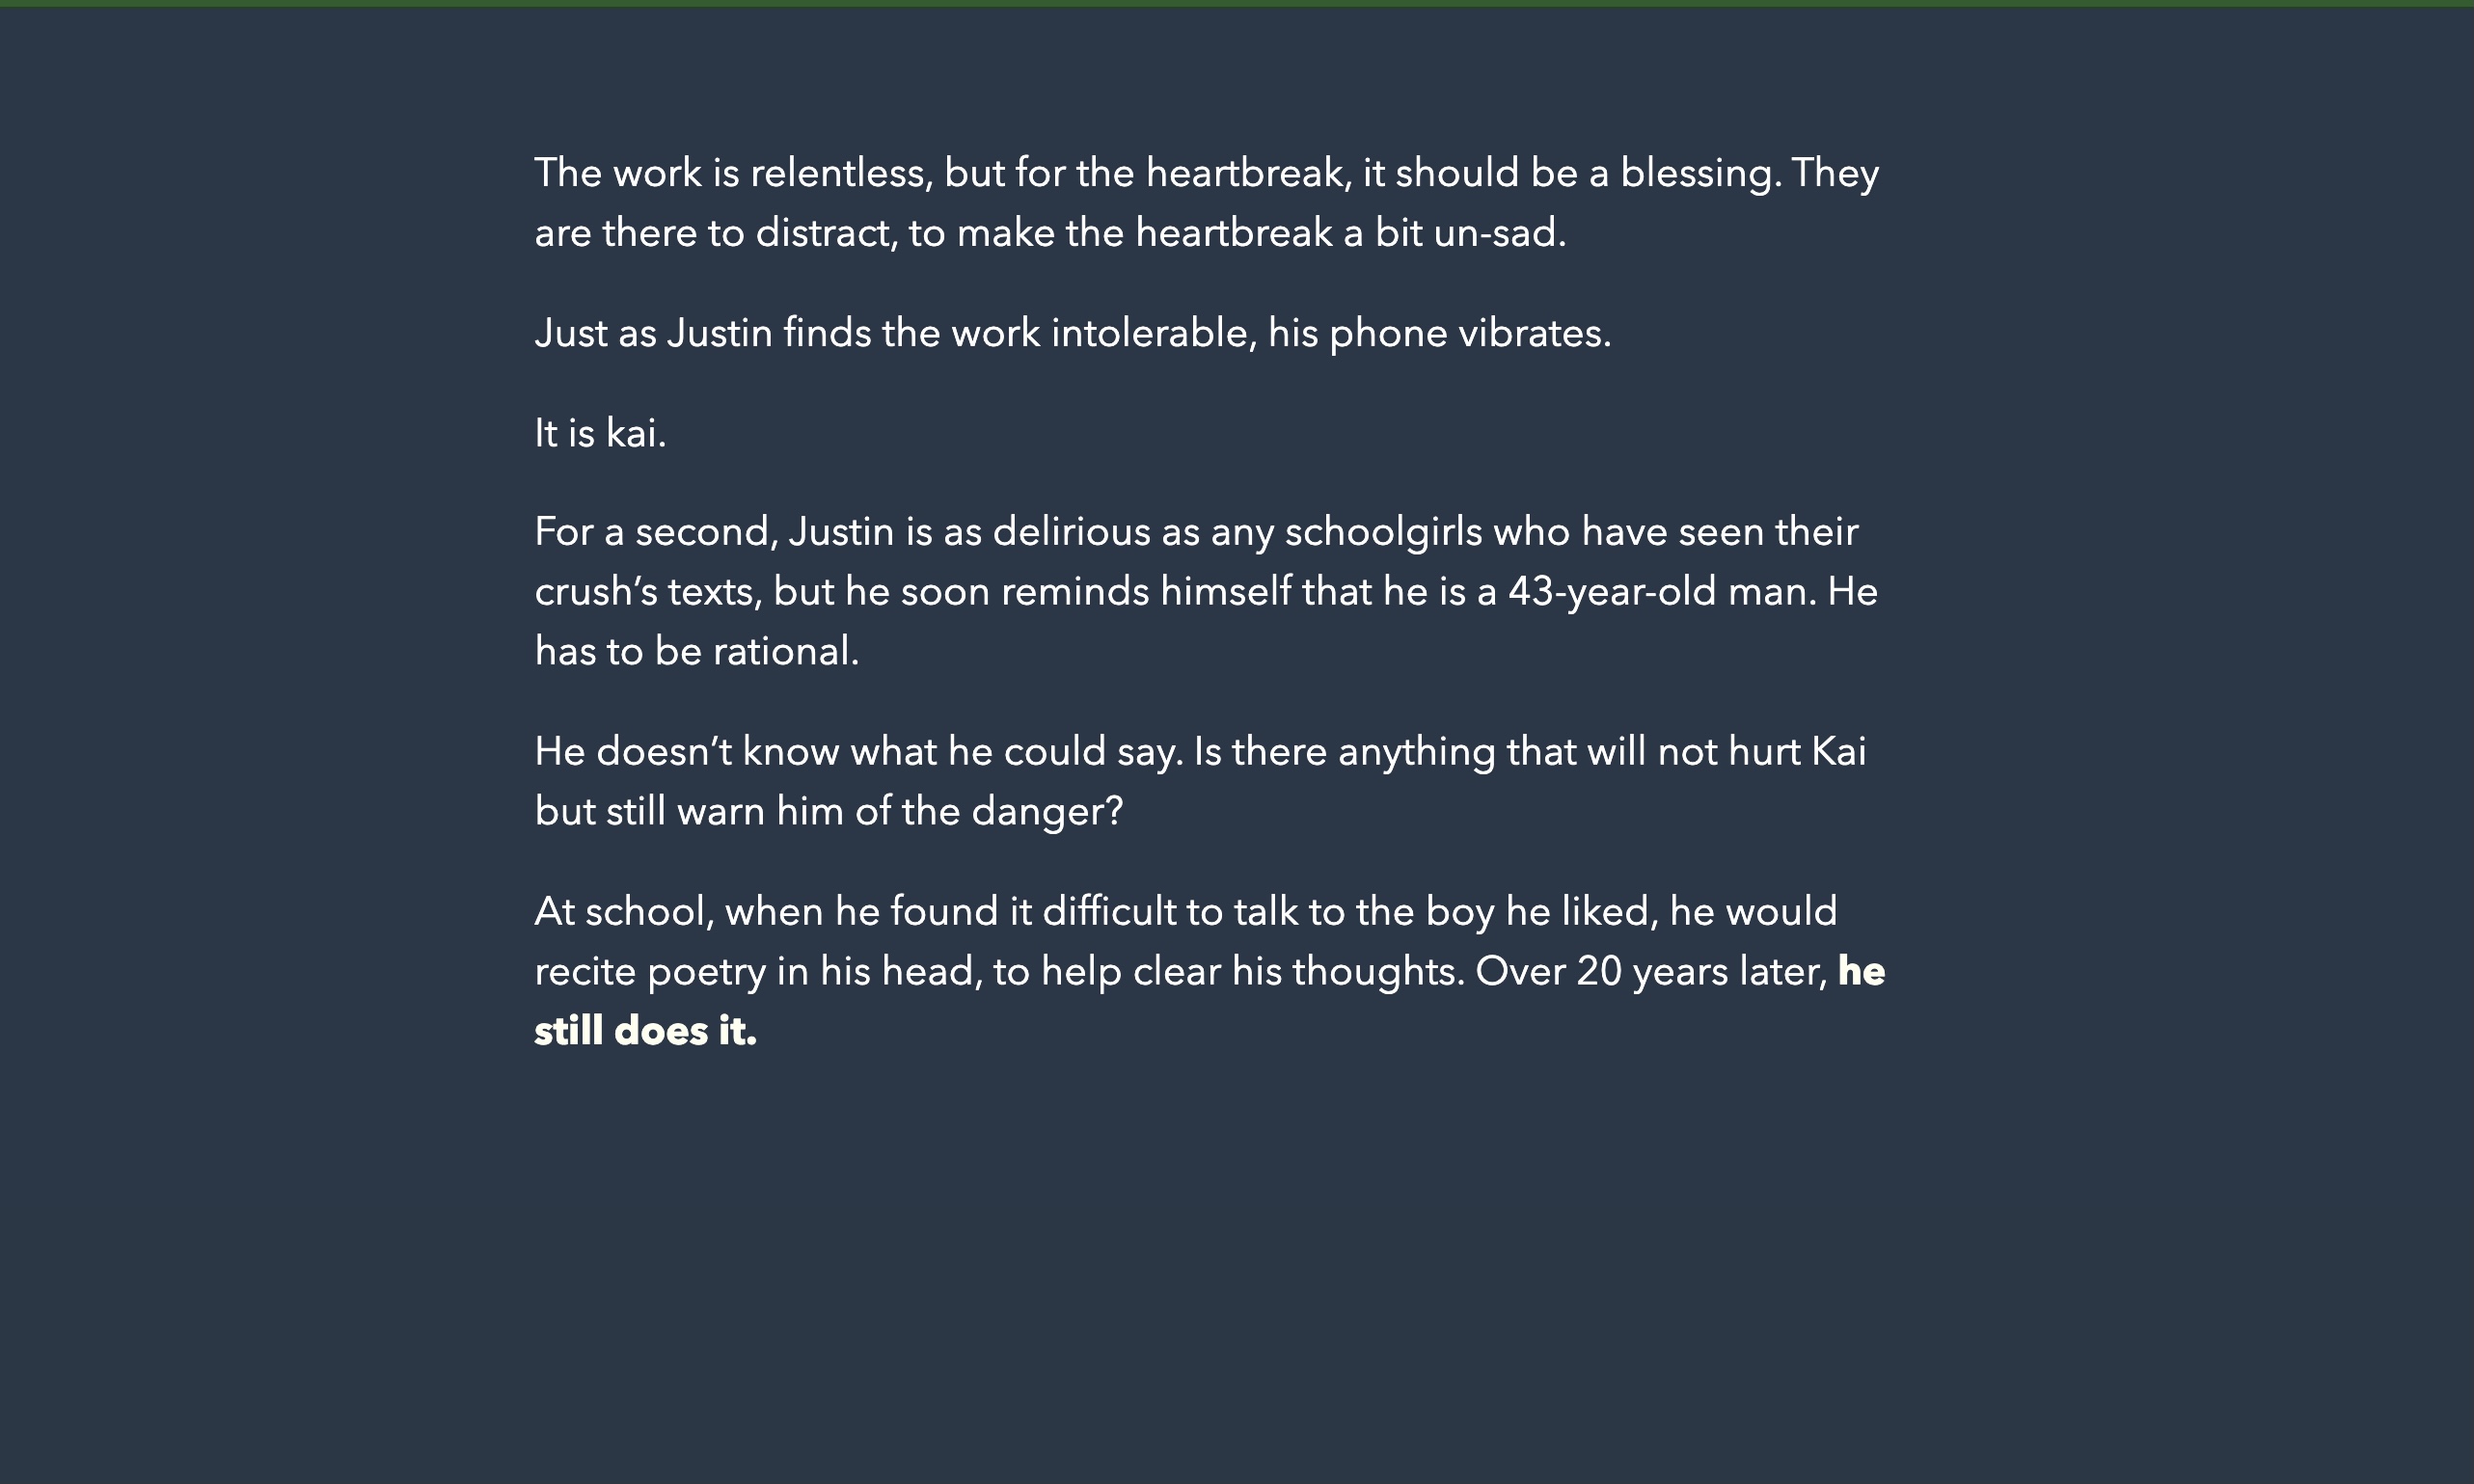 The work is relentless, but for the heartbreak, it should be a blessing. They
are there to distract, to make the heartbreak a bit un-sad.
Just as Justin finds the work intolerable, his phone vibrates.
It is kai.
For a second, Justin is as delirious as any schoolgirls who have seen their
crush’s texts, but he soon reminds himself that he is a 43-year-old man. He
has to be rational.
He doesn’t know what he could say. Is there anything that will not hurt Kai
but still warn him of the danger?
At school, when he found it difficult to talk to the boy he liked, he would
recite poetry in his head, to help clear his thoughts. Over 20 years later, he
still does it.